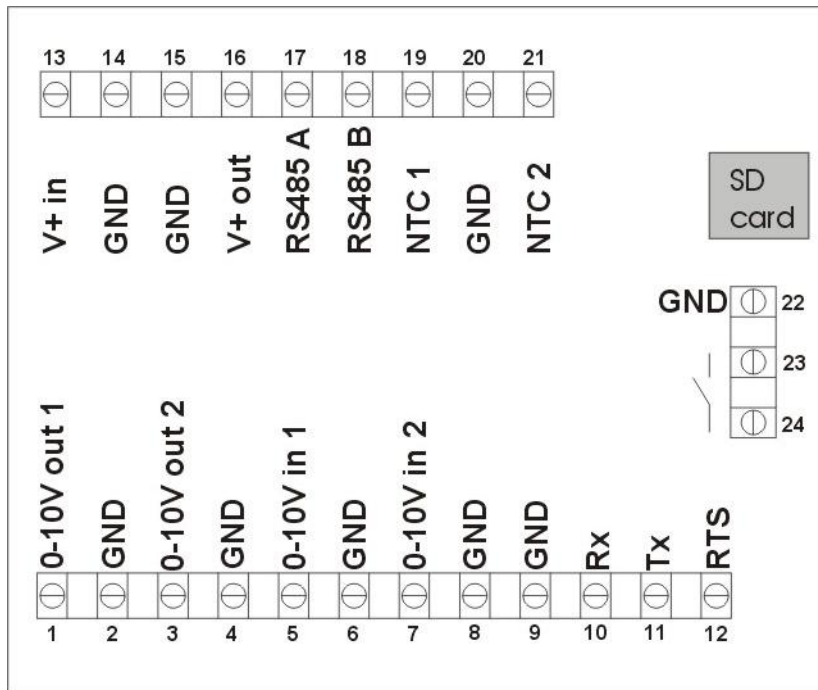 13 14 15 16 17 18 19 20 21
V+ in
GND
GND
V+ out
RS485 A
RS485 B
NTC 1
GND
NTC 2
SD
card
GND 22
23
24
0-10V out 1
GND
0-10V out 2
GND
0-10V in 1
GND
0-10V in 2
GND
GND
Rx
Tx
RTS
1 2 3 4 5 6 7 8 9 10 11 12